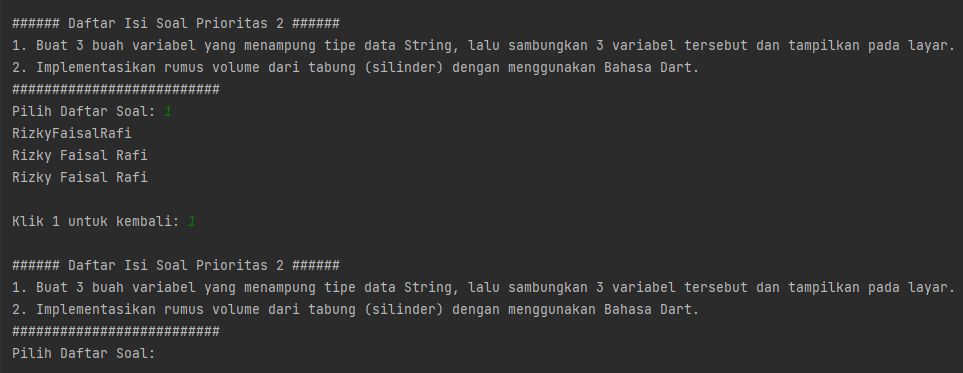 ###### Daftar Isi Soal Prioritas 2 ######
1. Buat 3 buah variabel yang menampung tipe data String, lalu sambungkan 3 variabel tersebut dan tampilkan pada layar.
2. Implementasikan rumus volume dari tabung (silinder) dengan menggunakan Bahasa Dart.
##########################
Pilih Daftar Soal: 1
RizkyFaisalRafi
Rizky Faisal Rafi
Rizky Faisal Rafi
Klik 1 untuk kembali: 1
###### Daftar Isi Soal Prioritas 2 ######
1. Buat 3 buah variabel yang menampung tipe data String, lalu sambungkan 3 variabel tersebut dan tampilkan pada layar.
2. Implementasikan rumus volume dari tabung (silinder) dengan menggunakan Bahasa Dart.
##########################
Pilih Daftar Soal: